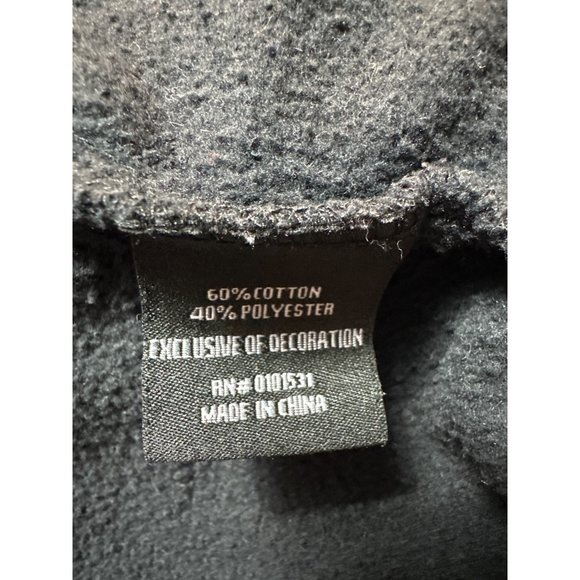 60% COTTON
40% POLYESTER
EXCLUSIVE OF DECORATION
RN# 0101531
MADE IN CHINA